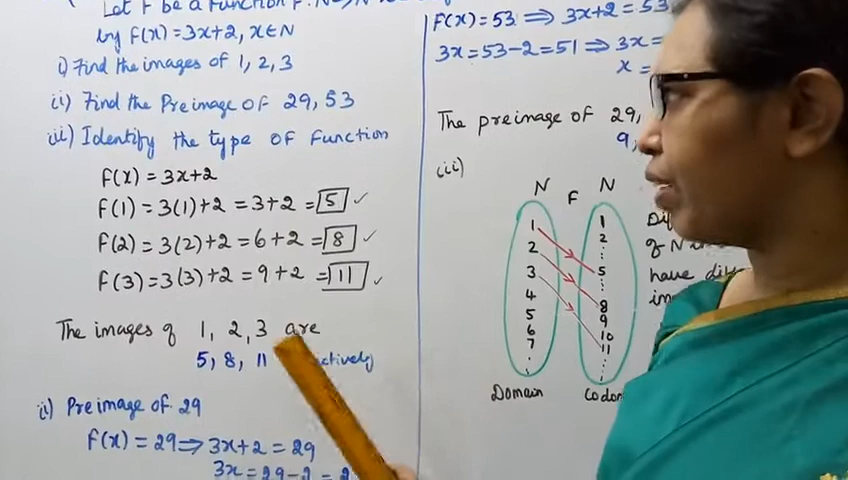 Let F be a Function F: N
by F(x) = 3x+2, x∈N
i) Find the images of 1, 2, 3
ii) Find the Preimage of 29, 53
iii) Identify the type of Function
F(x) = 3x+2
F(1) = 3(1)+2 = 3+2 = 5 ✓
F(2) = 3(2)+2 = 6+2 = 8 ✓
F(3) = 3(3)+2 = 9+2 = 11 ✓
The images of 1, 2, 3 are
5, 8, 11
ii) Preimage of 29
F(x) = 29 ⇒ 3x+2 = 29
3x = 29-2 =
F(x) = 53 ⇒ 3x+2 = 53
3x = 53-2 = 51 ⇒ 3x =
x =
The preimage of 29,
9,
iii)
N F N
1 1
2 2
3 5
4 8
5 9
6 10
7 11
Domain
of N
have